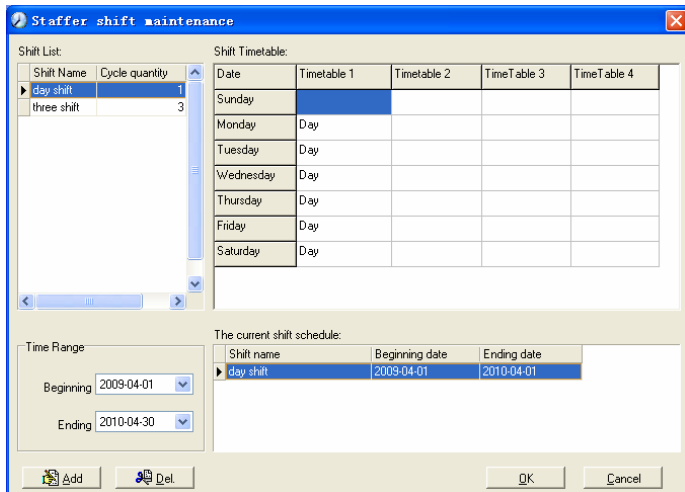 Staffer shift maintenance
Shift List:
Shift Timetable:
Shift Name Cycle quantity
day shift 1
three shift 3
Date Timetable 1 Timetable 2 TimeTable 3 TimeTable 4
Sunday
Monday Day
Tuesday Day
Wednesday Day
Thursday Day
Friday Day
Saturday Day
Time Range
Beginning 2009-04-01
Ending 2010-04-30
The current shift schedule:
Shift name Beginning date Ending date
day shift 2009-04-01 2010-04-01
Add Del. OK Cancel